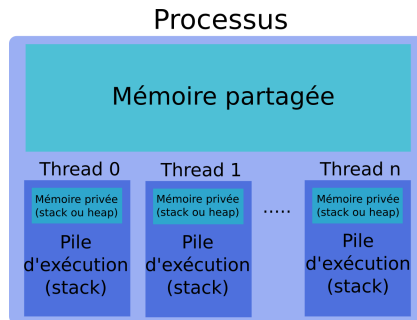 Processus
Mémoire partagée
Thread 0
Thread 1
Thread n
Mémoire privée
(stack ou heap)
Pile
d'exécution
(stack)
Mémoire privée
(stack ou heap)
Pile
d'exécution
(stack)
.....
Mémoire privée
(stack ou heap)
Pile
d'exécution
(stack)